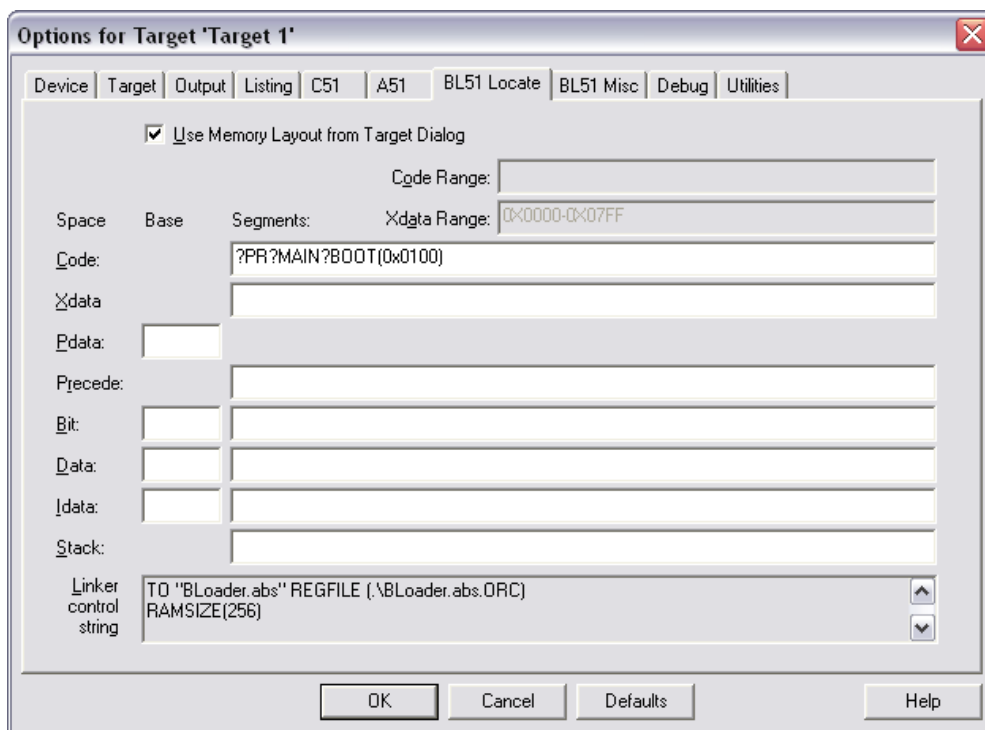 Options for Target 'Target 1'
Device Target Output Listing C51 A51 BL51 Locate BL51 Misc Debug Utilities
Use Memory Layout from Target Dialog
Code Range:
Space Base Segments: Xdata Range: 0X0000-0X07FF
Code: ?PR?MAIN?BOOT(0x0100)
Xdata
Pdata:
Precede:
Bit:
Data:
Idata:
Stack:
Linker control string
TO "BLoader.abs" REGFILE (.\BLoader.abs.ORC)
RAMSIZE(256)
OK Cancel Defaults Help